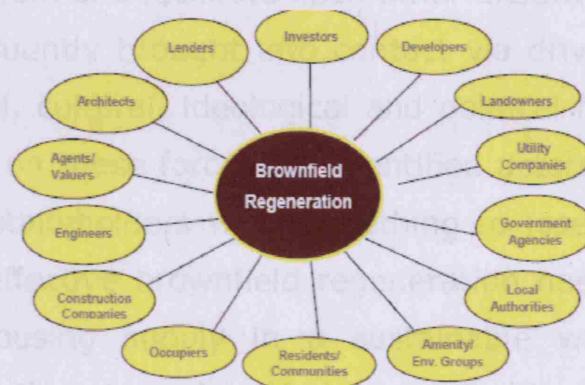 Investors
Lenders
Developers
Architects
Landowners
Agents/
Valuers
Utility
Companies
Brownfield
Regeneration
Engineers
Government
Agencies
Construction
Companies
Local
Authorities
Occupiers
Residents/
Communities
Amenity/
Env. Groups